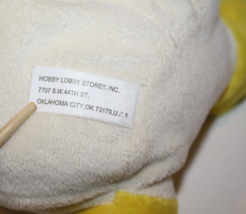 HOBBY LOBBY STORES INC.
7707 S.W.44TH ST.
OKLAHOMA CITY,OK 73179,U.S.A